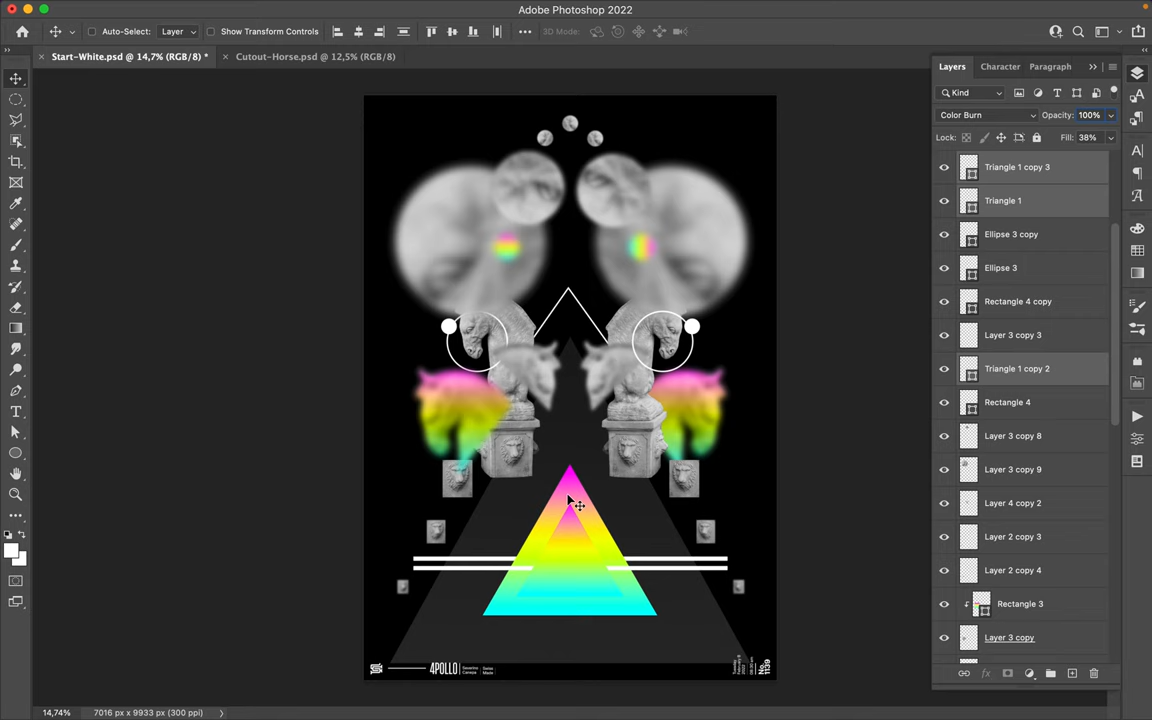 Adobe Photoshop 2022
Auto-Select:
Layer
Show Transform Controls
3D Mode:
Start-White.psd @ 14,7% (RGB/8) *
Cutout-Horse.psd @ 12,5% (RGB/8)
Layers
Character
Paragraph
Kind
Color Burn
Opacity: 100%
Lock:
Fill: 38%
Triangle 1 copy 3
Triangle 1
Ellipse 3 copy
Ellipse 3
Rectangle 4 copy
Layer 3 copy 3
Triangle 1 copy 2
Rectangle 4
Layer 3 copy 8
Layer 3 copy 9
Layer 4 copy 2
Layer 2 copy 3
Layer 2 copy 4
Rectangle 3
Layer 3 copy
4POLLO
No. 1139
14,74%
7016 px x 9933 px (300 ppi)